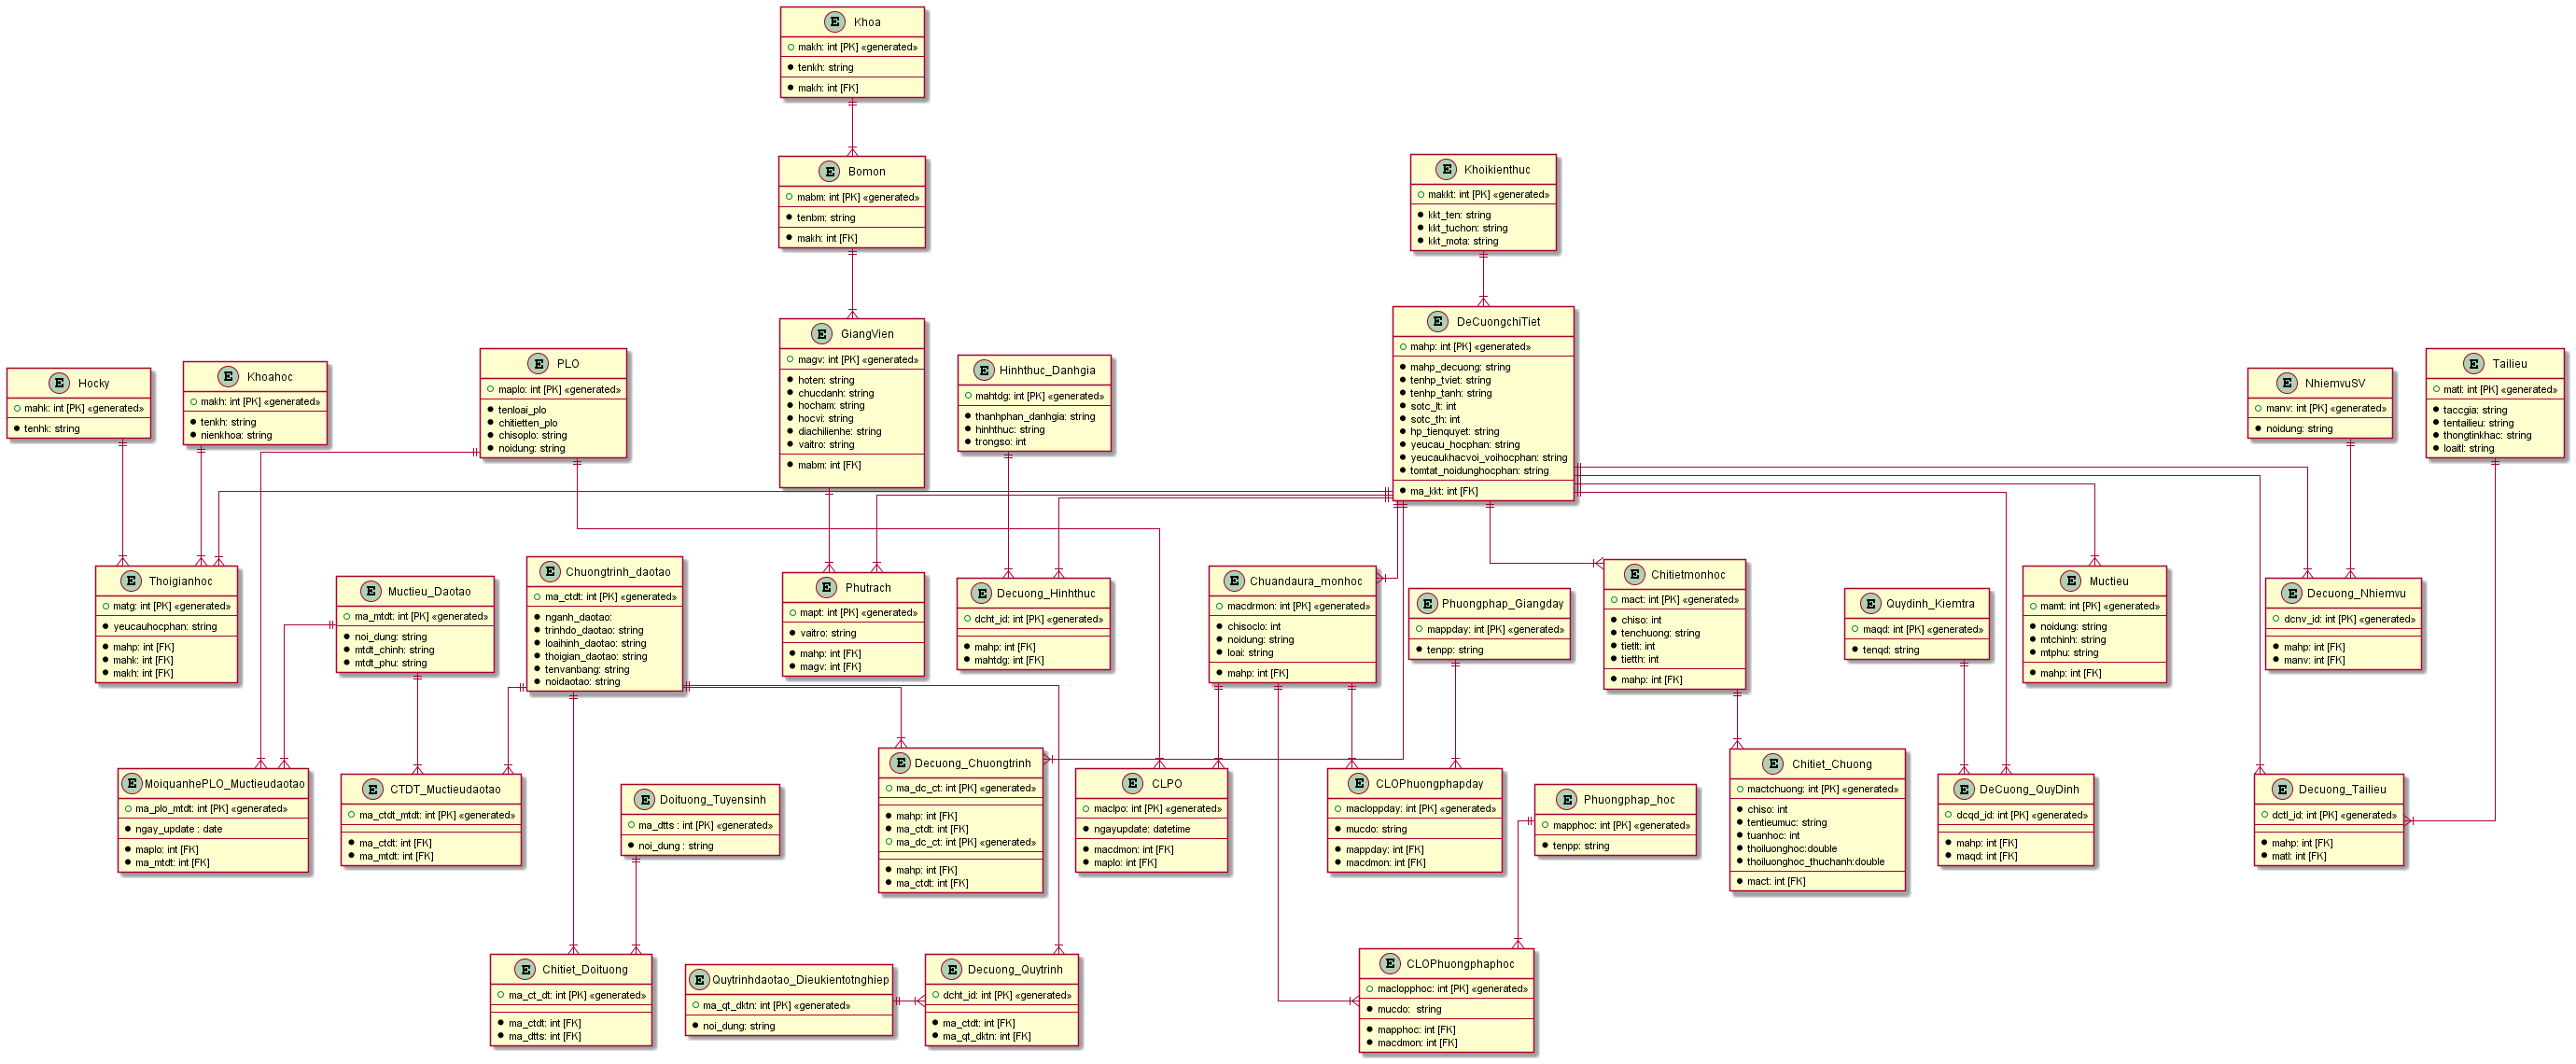 E Khoa
makh: int [PK] «generated»
tenkh: string
makh: int [FK]
E Bomon
mabm: int [PK] «generated»
tenbm: string
makh: int [FK]
E Khoikienthuc
makkt: int [PK] «generated»
kkt_ten: string
kkt_tuchon: string
kkt_mota: string
E GiangVien
magv: int [PK] «generated»
hoten: string
chucdanh: string
hocham: string
hocvi: string
diachilienhe: string
vaitro: string
mabm: int [FK]
E DeCuongchiTiet
mahp: int [PK] «generated»
mahp_decuong: string
tenhp_tviet: string
tenhp_tanh: string
sotc_lt: int
sotc_th: int
hp_tienquyet: string
yeucau_hocphan: string
yeucaukhacvoi_voihocphan: string
tomtat_noidunghocphan: string
ma_kkt: int [FK]
E Hocky
mahk: int [PK] «generated»
tenhk: string
E Khoahoc
makh: int [PK] «generated»
tenkh: string
nienkhoa: string
E PLO
maplo: int [PK] «generated»
tenloai_plo
chitietten_plo
chisoplo: string
noidung: string
E Hinhthuc_Danhgia
mahtdg: int [PK] «generated»
thanhphan_danhgia: string
hinhthuc: string
trongso: int
E NhiemvuSV
manv: int [PK] «generated»
noidung: string
E Tailieu
matl: int [PK] «generated»
taccgia: string
tentailieu: string
thongtinkhac: string
loaitl: string
E Thoigianhoc
matg: int [PK] «generated»
yeucauhocphan: string
mahp: int [FK]
mahk: int [FK]
makh: int [FK]
E Muctieu_Daotao
ma_mtdt: int [PK] «generated»
noi_dung: string
mtdt_chinh: string
mtdt_phu: string
E Chuongtrinh_daotao
ma_ctdt: int [PK] «generated»
nganh_daotao:
trinhdo_daotao: string
loaihinh_daotao: string
thoigian_daotao: string
tenvanbang: string
noidaotao: string
E Phutrach
mapt: int [PK] «generated»
vaitro: string
mahp: int [FK]
magv: int [FK]
E Decuong_Hinhthuc
dcht_id: int [PK] «generated»
mahp: int [FK]
mahtdg: int [FK]
E Chuandaura_monhoc
macdrmon: int [PK] «generated»
chisoclo: int
noidung: string
loai: string
mahp: int [FK]
E Phuongphap_Giangday
mappday: int [PK] «generated»
tenpp: string
E Chitietmonhoc
mact: int [PK] «generated»
chiso: int
tenchuong: string
tietlt: int
tietth: int
mahp: int [FK]
E Quydinh_Kiemtra
maqd: int [PK] «generated»
tenqd: string
E Muctieu
mamt: int [PK] «generated»
noidung: string
mtchinh: string
mtphu: string
mahp: int [FK]
E Decuong_Nhiemvu
dcnv_id: int [PK] «generated»
mahp: int [FK]
manv: int [FK]
E MoiquanhePLO_Muctieudaotao
ma_plo_mtdt: int [PK] «generated»
ngay_update : date
maplo: int [FK]
ma_mtdt: int [FK]
E CTDT_Muctieudaotao
ma_ctdt_mtdt: int [PK] «generated»
ma_ctdt: int [FK]
ma_mtdt: int [FK]
E Doituong_Tuyensinh
ma_dtts : int [PK] «generated»
noi_dung : string
E Decuong_Chuongtrinh
ma_dc_ct: int [PK] «generated»
mahp: int [FK]
ma_ctdt: int [FK]
ma_dc_ct: int [PK] «generated»
mahp: int [FK]
ma_ctdt: int [FK]
E CLPO
maclpo: int [PK] «generated»
ngayupdate: datetime
macdmon: int [FK]
maplo: int [FK]
E CLOPhuongphapday
macloppday: int [PK] «generated»
mucdo: string
mappday: int [FK]
macdmon: int [FK]
E Phuongphap_hoc
mapphoc: int [PK] «generated»
tenpp: string
E Chitiet_Chuong
mactchuong: int [PK] «generated»
chiso: int
tentieumuc: string
tuanhoc: int
thoiluonghoc:double
thoiluonghoc_thuchanh:double
mact: int [FK]
E DeCuong_QuyDinh
dcqd_id: int [PK] «generated»
mahp: int [FK]
maqd: int [FK]
E Decuong_Tailieu
dctl_id: int [PK] «generated»
mahp: int [FK]
matl: int [FK]
E Chitiet_Doituong
ma_ct_dt: int [PK] «generated»
ma_ctdt: int [FK]
ma_dtts: int [FK]
E Quytrinhdaotao_Dieukientotnghiep
ma_qt_dktn: int [PK] «generated»
noi_dung: string
E Decuong_Quytrinh
dcht_id: int [PK] «generated»
ma_ctdt: int [FK]
ma_qt_dktn: int [FK]
E CLOPhuongphaphoc
maclopphoc: int [PK] «generated»
mucdo: string
mapphoc: int [FK]
macdmon: int [FK]